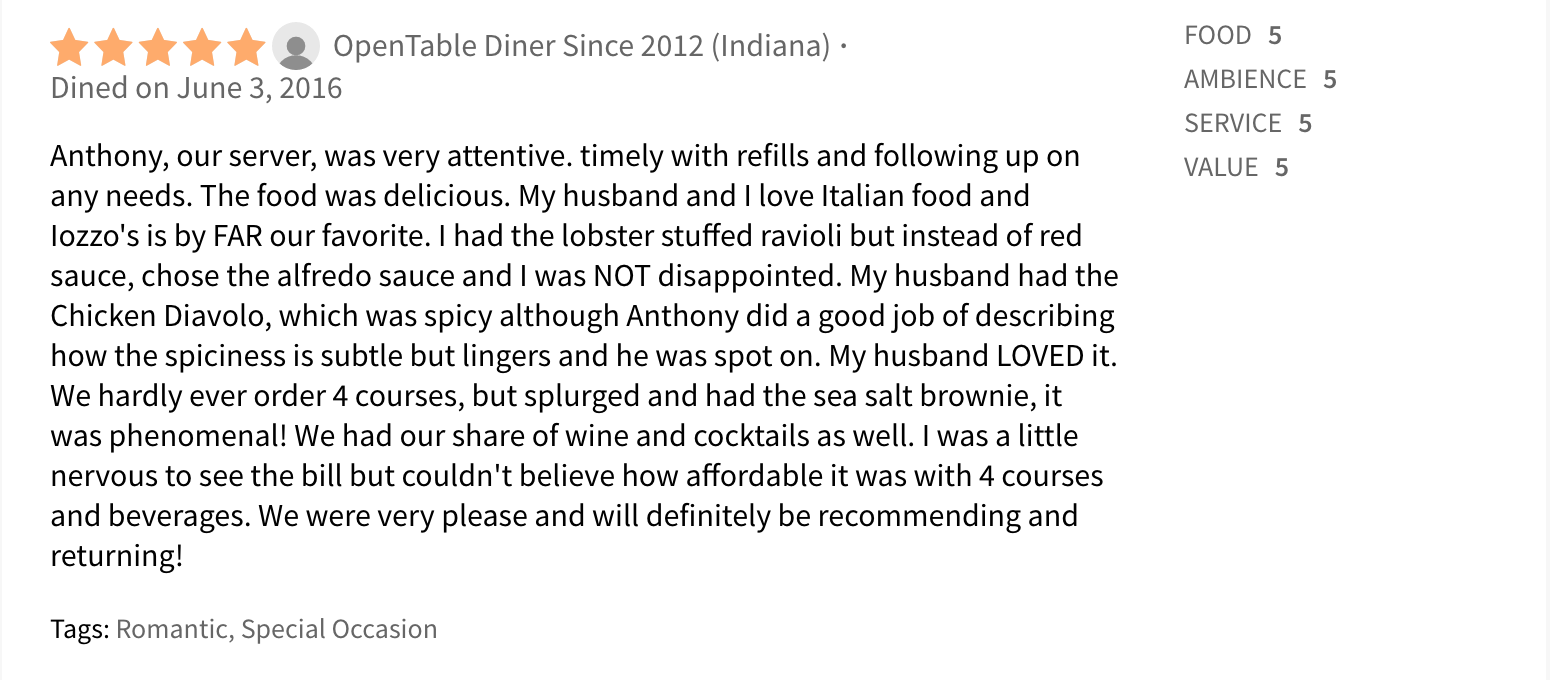 OpenTable Diner Since 2012 (Indiana) ·
Dined on June 3, 2016
Anthony, our server, was very attentive. timely with refills and following up on
any needs. The food was delicious. My husband and I love Italian food and
Iozzo's is by FAR our favorite. I had the lobster stuffed ravioli but instead of red
sauce, chose the alfredo sauce and I was NOT disappointed. My husband had the
Chicken Diavolo, which was spicy although Anthony did a good job of describing
how the spiciness is subtle but lingers and he was spot on. My husband LOVED it.
We hardly ever order 4 courses, but splurged and had the sea salt brownie, it
was phenomenal! We had our share of wine and cocktails as well. I was a little
nervous to see the bill but couldn't believe how affordable it was with 4 courses
and beverages. We were very please and will definitely be recommending and
returning!
Tags: Romantic, Special Occasion
FOOD 5
AMBIENCE 5
SERVICE 5
VALUE 5